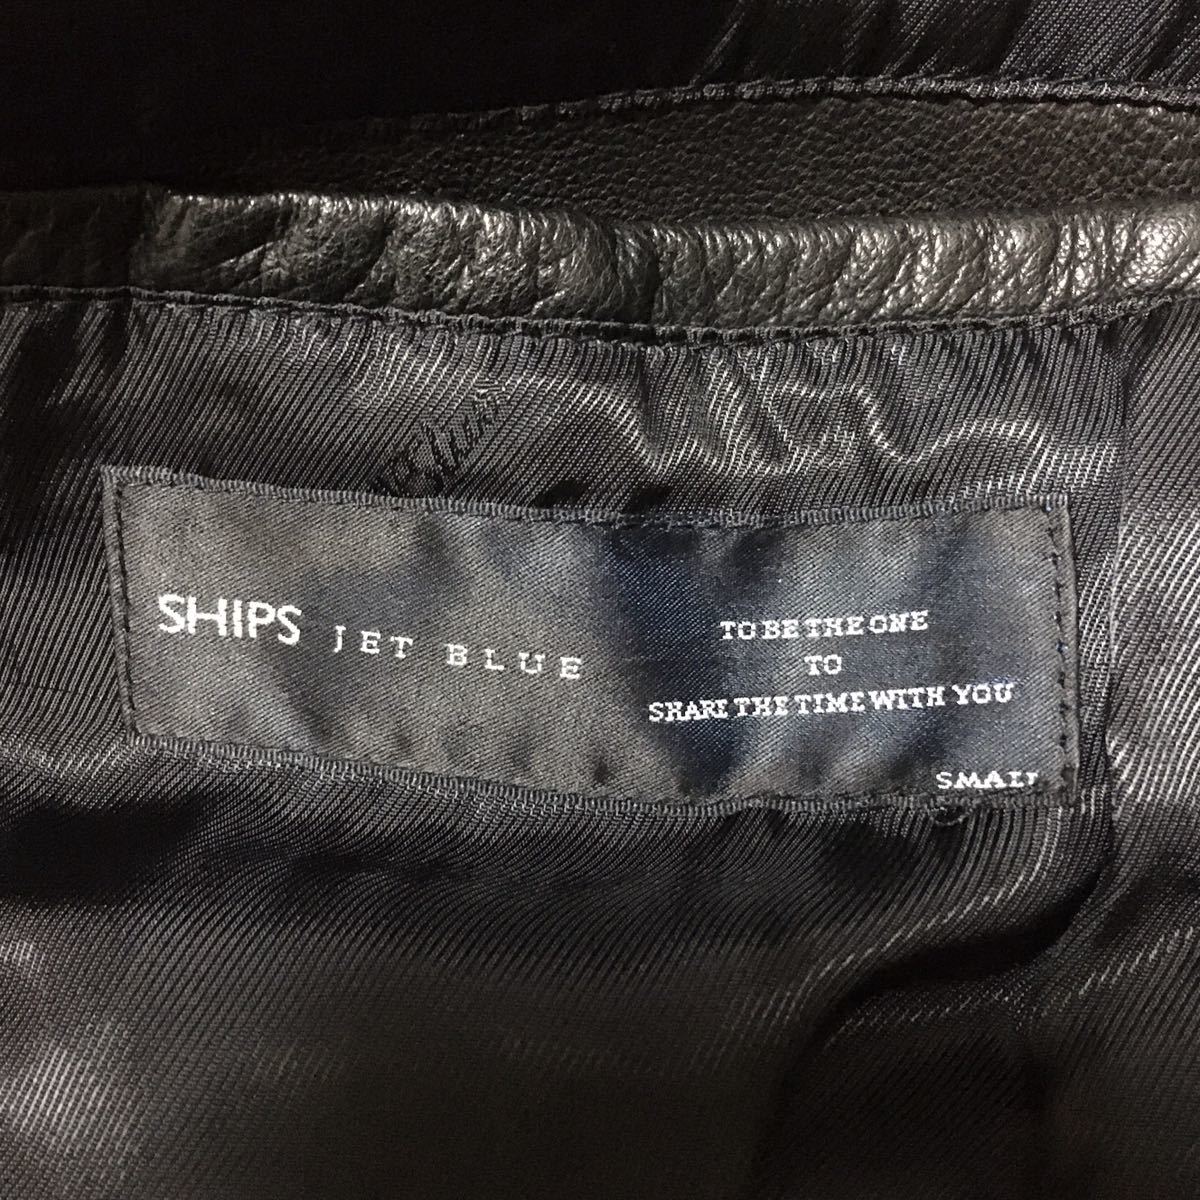 SHIPS JET BLUE
TO BE THE ONE
TO
SHARE THE TIME WITH YOU
SMALL